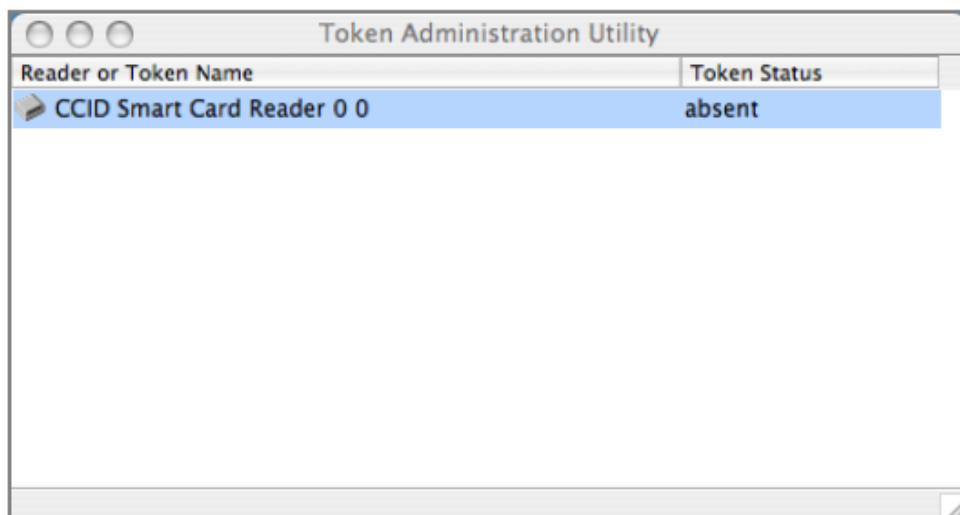 Token Administration Utility
Reader or Token Name Token Status
CCID Smart Card Reader 0 0 absent